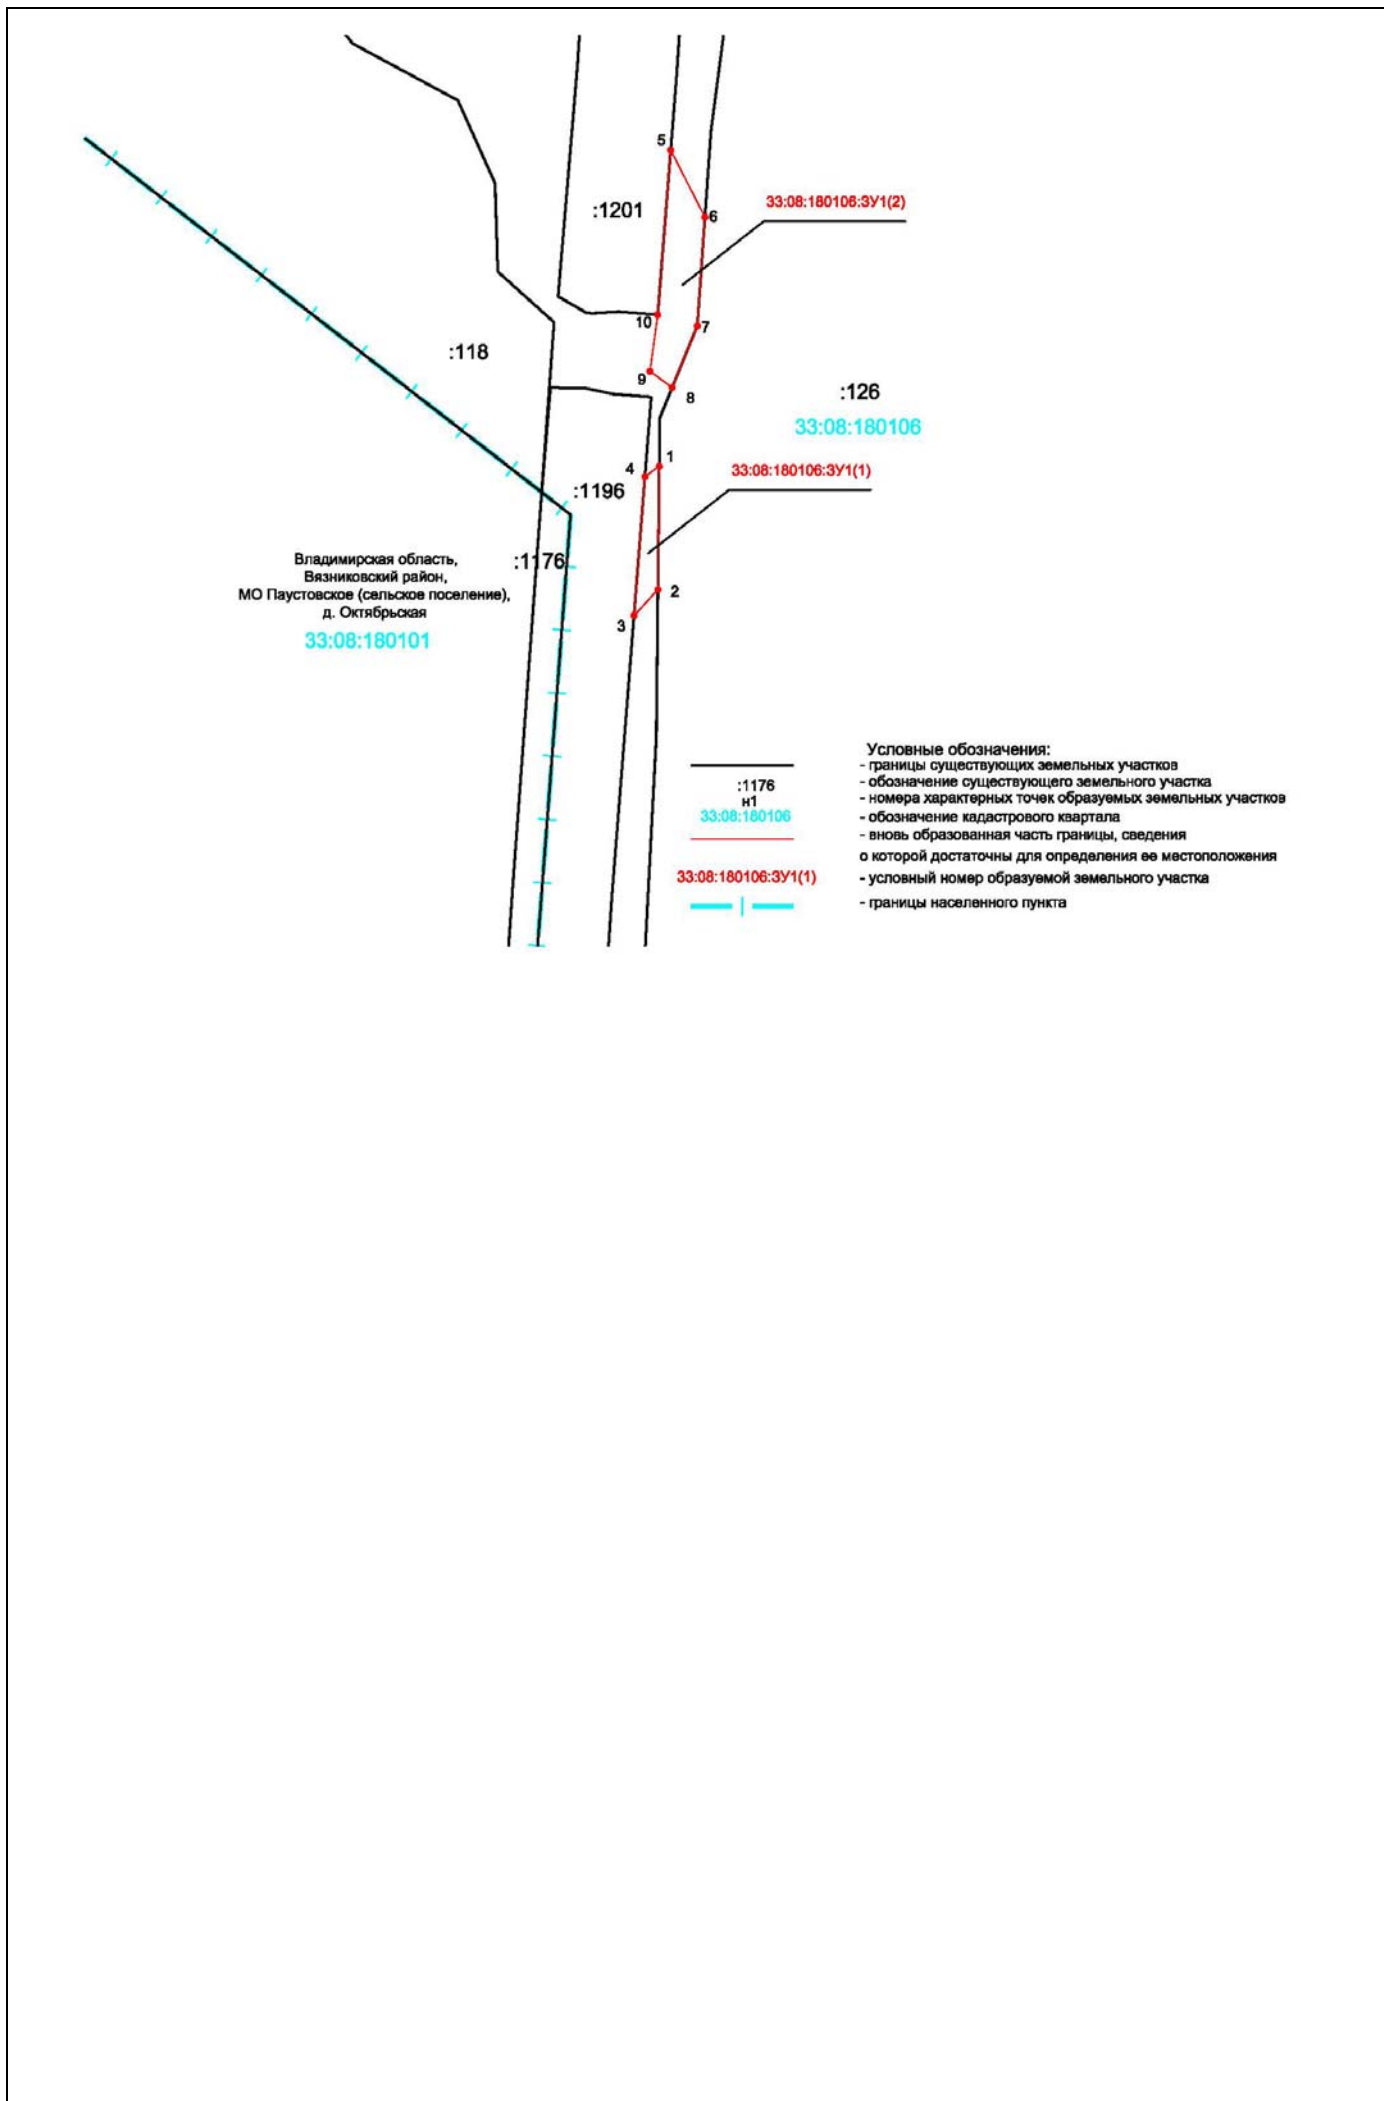 5
:1201
33:08:180106:ЗУ1(2)
6
10
7
:118
9
8
:126
33:08:180106
1
4
33:08:180106:ЗУ1(1)
:1196
Владимирская область,
Вязниковский район,
МО Паустовское (сельское поселение),
д. Октябрьская
33:08:180101
:1176
2
3
Условные обозначения:
- границы существующих земельных участков
:1176 - обозначение существующего земельного участка
н1 - номера характерных точек образуемых земельных участков
33:08:180106 - обозначение кадастрового квартала
- вновь образованная часть границы, сведения
о которой достаточны для определения ее местоположения
33:08:180106:ЗУ1(1) - условный номер образуемой земельного участка
- границы населенного пункта